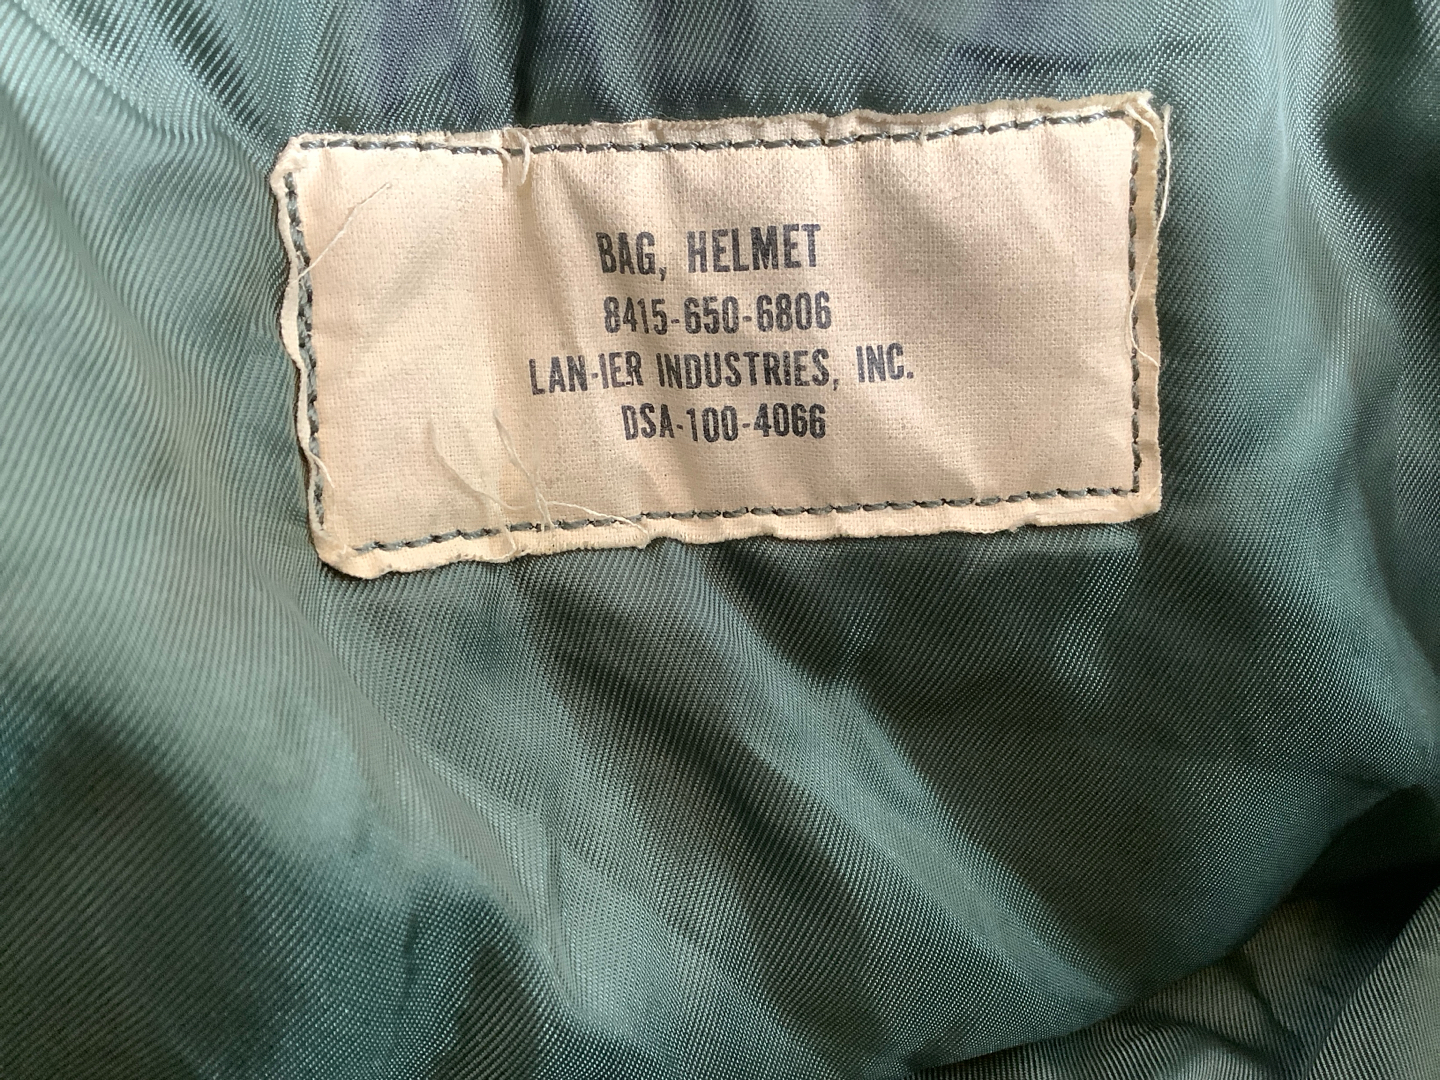 BAG, HELMET
8415-650-6806
LAN-IER INDUSTRIES, INC.
DSA-100-4066